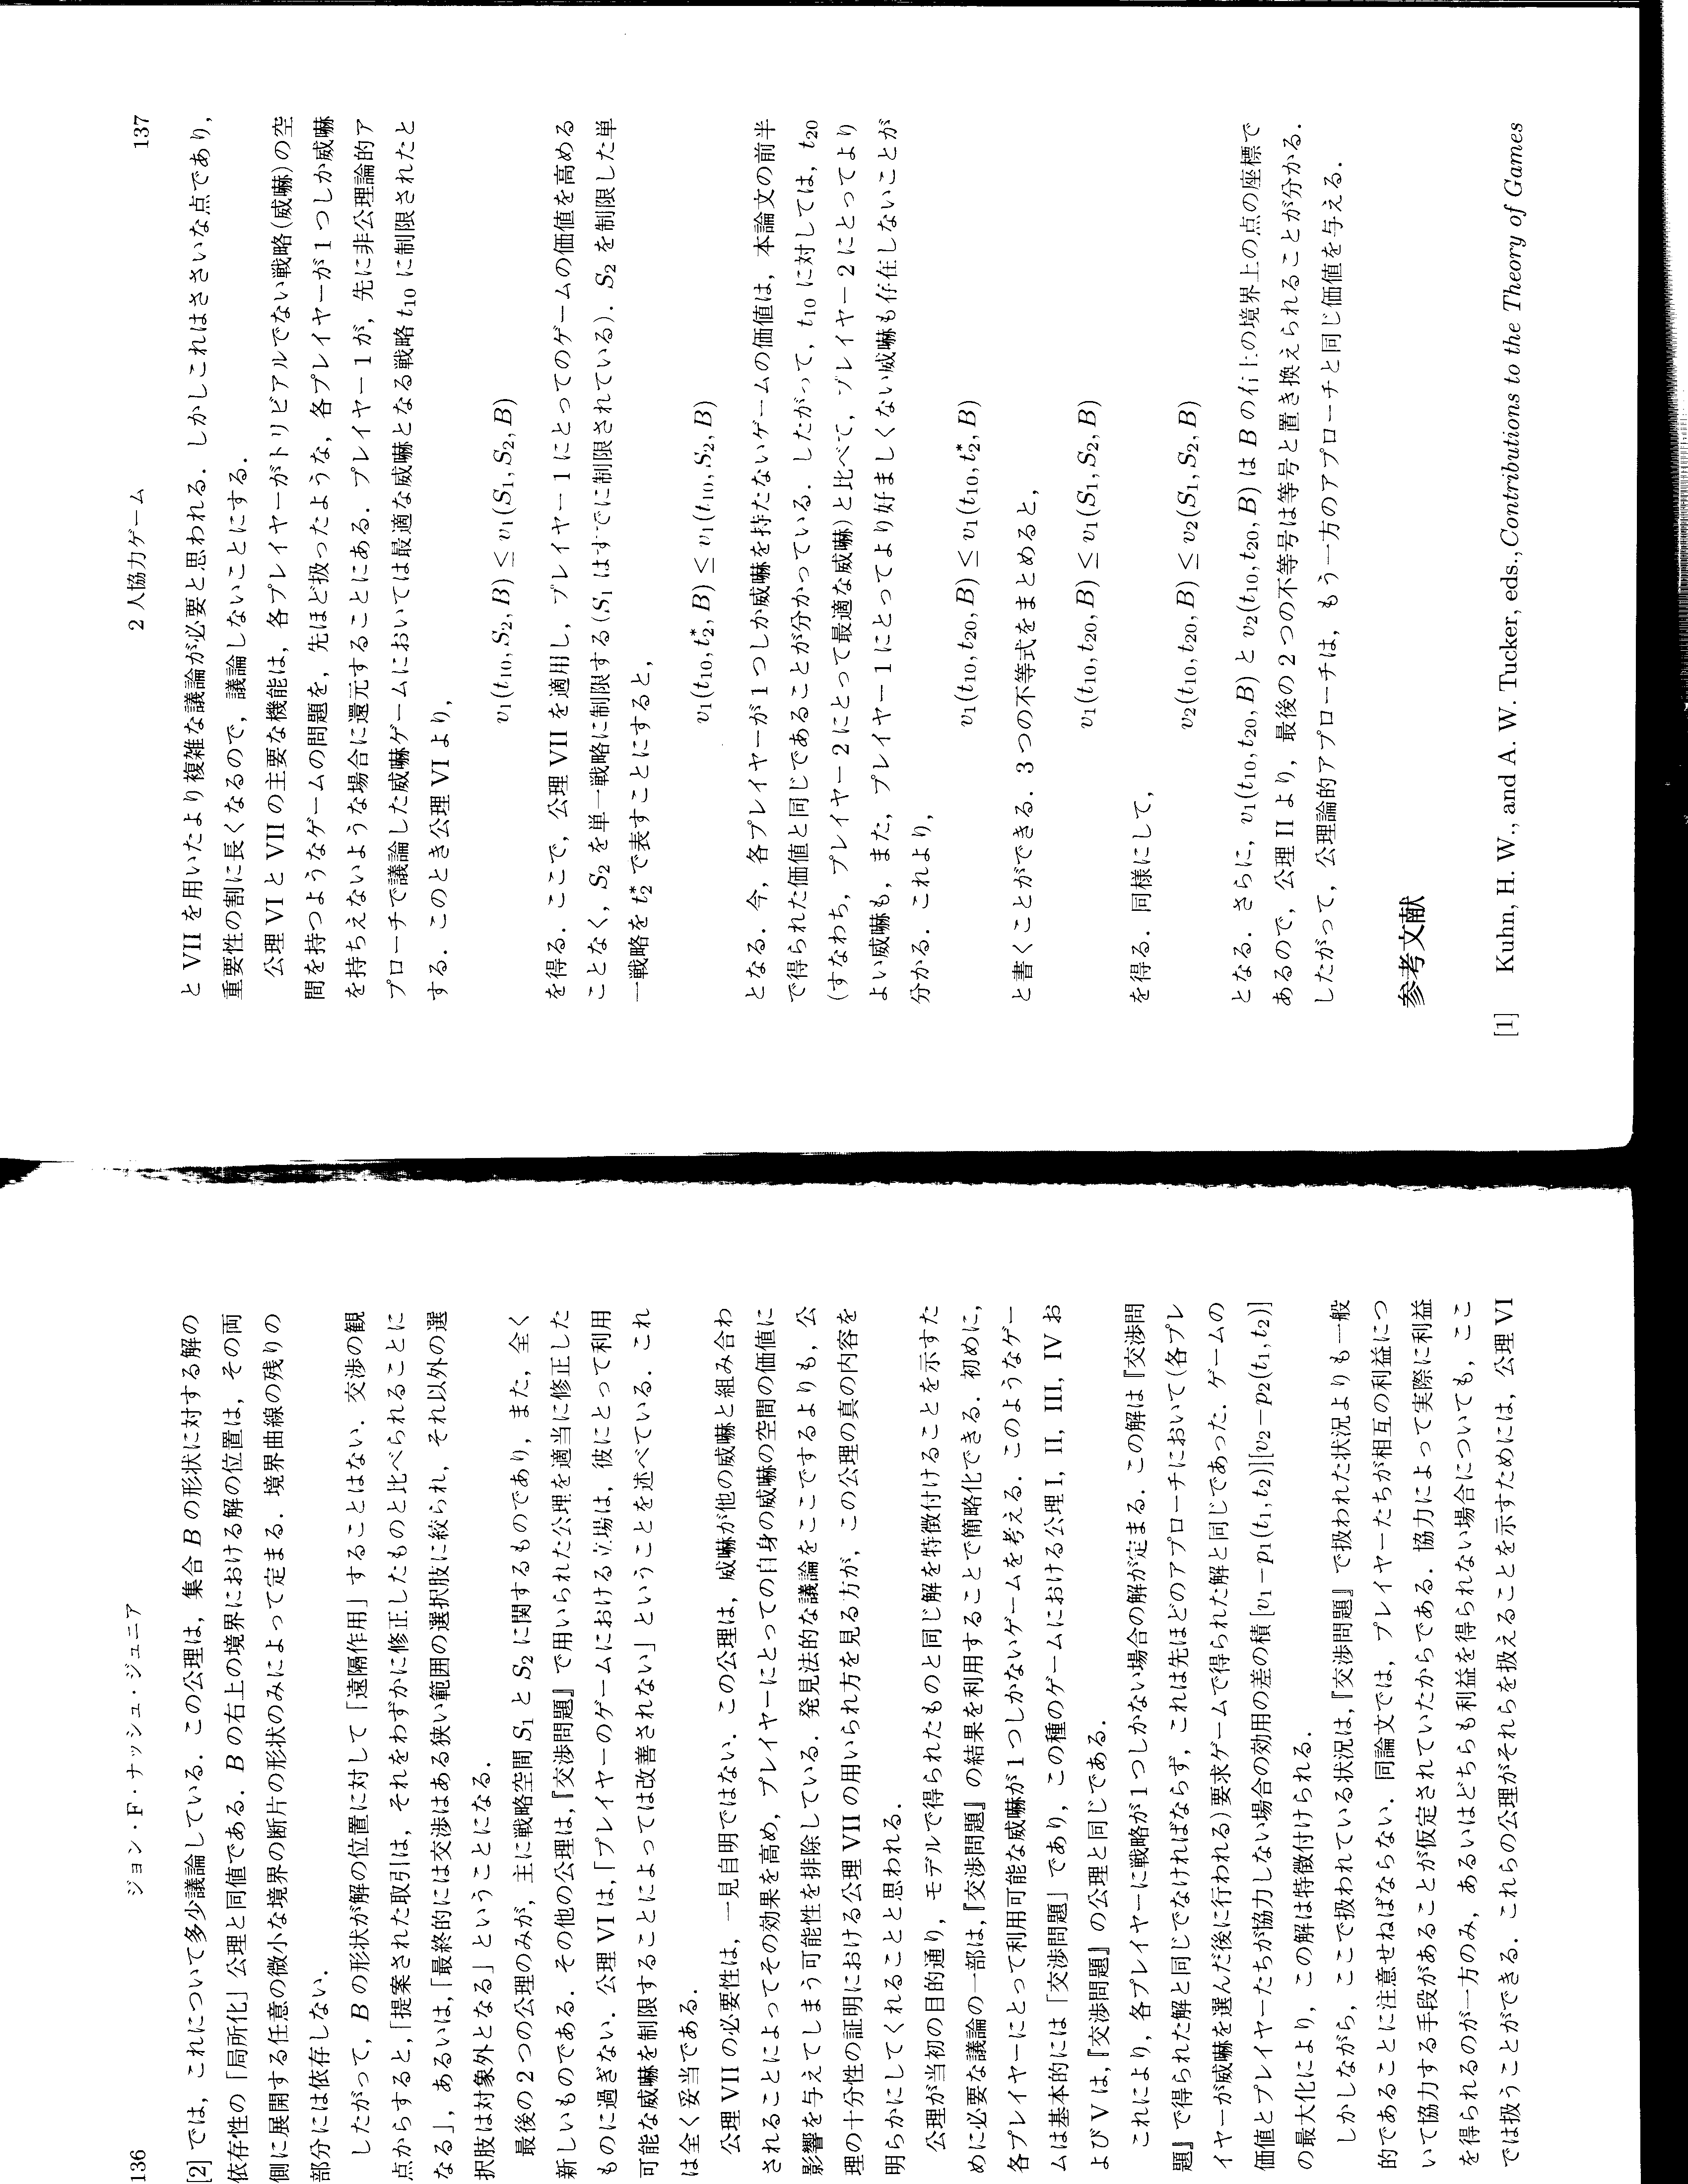 136
ジョン・F・ナッシュ・ジュニア
[2] では，これについて多少議論している．この公理は，集合 B の形状に対する解の
依存性の「局所化」公理と同値である．B の右上の境界における解の位置は，その両
側に展開する任意の微小な境界の断片の形状のみによって定まる．境界曲線の残りの
部分には依存しない．
したがって，B の形状が解の位置に対して「遠隔作用」することはない．交渉の観
点からすると，「提案された取引は，それをわずかに修正したものと比べられることに
なる」，あるいは，「最終的には交渉はある狭い範囲の選択肢に絞られ，それ以外の選
択肢は対象外となる」ということになる．
最後の 2 つの公理のみが，主に戦略空間 S₁ と S₂ に関するものであり，また，全く
新しいものである．その他の公理は，『交渉問題』で用いられた公理を適当に修正した
ものに過ぎない．公理 VI は，「プレイヤーのゲームにおける立場は，彼にとって利用
可能な威嚇を制限することによっては改善されない」ということを述べている．これ
は全く妥当である．
公理 VII の必要性は，一見自明ではない．この公理は，威嚇が他の威嚇と組み合わ
されることによってその効果を高め，プレイヤーにとっての自身の威嚇の空間の価値に
影響を与えてしまう可能性を排除している．発見法的な議論をここでするよりも，公
理の十分性の証明における公理 VII の用いられ方を見る方が，この公理の真の内容を
明らかにしてくれることと思われる．
公理が当初の目的通り，モデルで得られたものと同じ解を特徴付けることを示すた
めに必要な議論の一部は，『交渉問題』の結果を利用することで簡略化できる．初めに，
各プレイヤーにとって利用可能な威嚇が 1 つしかないゲームを考える．このようなゲー
ムは基本的には「交渉問題」であり，この種のゲームにおける公理 I, II, III, IV お
よび V は，『交渉問題』の公理と同じである．
これにより，各プレイヤーに戦略が 1 つしかない場合の解が定まる．この解は『交渉問
題』で得られた解と同じでなければならず，これは先ほどのアプローチにおいて(各プレ
イヤーが威嚇を選んだ後に行われる)要求ゲームで得られた解と同じであった．ゲームの
価値とプレイヤーたちが協力しない場合の効用の差の積 [v₁−p₁(t₁,t₂)][v₂−p₂(t₁,t₂)]
の最大化により，この解は特徴付けられる．
しかしながら，ここで扱われている状況は，『交渉問題』で扱われた状況よりも一般
的であることに注意せねばならない．同論文では，プレイヤーたちが相互の利益につ
いて協力する手段があることが仮定されていたからである．協力によって実際に利益
を得られるのが一方のみ，あるいはどちらも利益を得られない場合についても，ここ
では扱うことができる．これらの公理がそれらを扱えることを示すためには，公理 VI
2 人協力ゲーム
137
と VII を用いたより複雑な議論が必要と思われる．しかしこれはささいな点であり，
重要性の割に長くなるので，議論しないことにする．
公理 VI と VII の主要な機能は，各プレイヤーがトリビアルでない戦略(威嚇)の空
間を持つようなゲームの問題を，先ほど扱ったような，各プレイヤーが 1 つしか威嚇
を持ちえないような場合に還元することにある．プレイヤー 1 が，先に非公理論的ア
プローチで議論した威嚇ゲームにおいては最適な威嚇となる戦略 t₁₀ に制限されたと
する．このとき公理 VI より，
v₁(t₁₀, S₂, B) ≤ v₁(S₁, S₂, B)
を得る．ここで，公理 VII を適用し，プレイヤー 1 にとってのゲームの価値を高める
ことなく，S₂ を単一戦略に制限する(S₁ はすでに制限されている)．S₂ を制限した単
一戦略を t₂* で表すことにすると，
v₁(t₁₀, t₂*, B) ≤ v₁(t₁₀, S₂, B)
となる．今，各プレイヤーが 1 つしか威嚇を持たないゲームの価値は，本論文の前半
で得られた価値と同じであることが分かっている．したがって，t₁₀ に対しては，t₂₀
(すなわち，プレイヤー 2 にとって最適な威嚇)と比べて，プレイヤー 2 にとってより
よい威嚇も，また，プレイヤー 1 にとってより好ましくない威嚇も存在しないことが
分かる．これより，
v₁(t₁₀, t₂₀, B) ≤ v₁(t₁₀, t₂*, B)
と書くことができる．3 つの不等式をまとめると，
v₁(t₁₀, t₂₀, B) ≤ v₁(S₁, S₂, B)
を得る．同様にして，
v₂(t₁₀, t₂₀, B) ≤ v₂(S₁, S₂, B)
となる．さらに，v₁(t₁₀, t₂₀, B) と v₂(t₁₀, t₂₀, B) は B の右上の境界上の点の座標で
あるので，公理 II より，最後の 2 つの不等号は等号と置き換えられることが分かる．
したがって，公理論的アプローチは，もう一方のアプローチと同じ価値を与える．
参考文献
[1] Kuhn, H. W., and A. W. Tucker, eds., Contributions to the Theory of Games